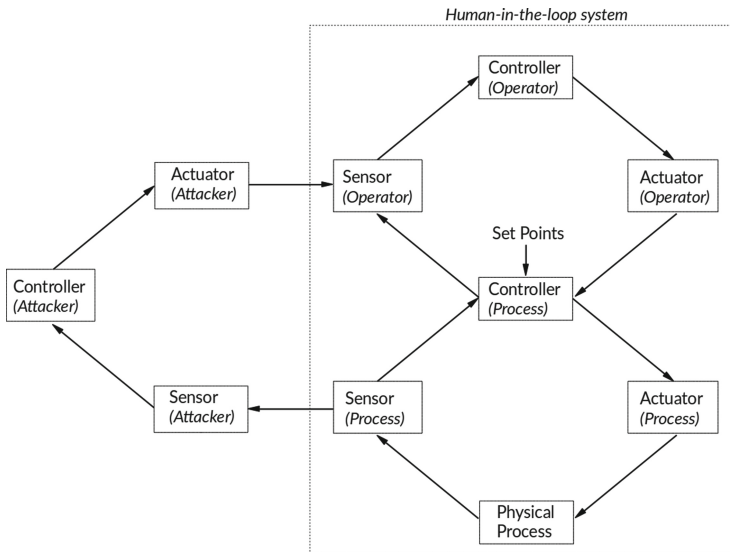 Human-in-the-loop system
Controller
(Operator)
Actuator
(Attacker)
Sensor
(Operator)
Actuator
(Operator)
Set Points
Controller
(Attacker)
Controller
(Process)
Sensor
(Attacker)
Sensor
(Process)
Actuator
(Process)
Physical
Process